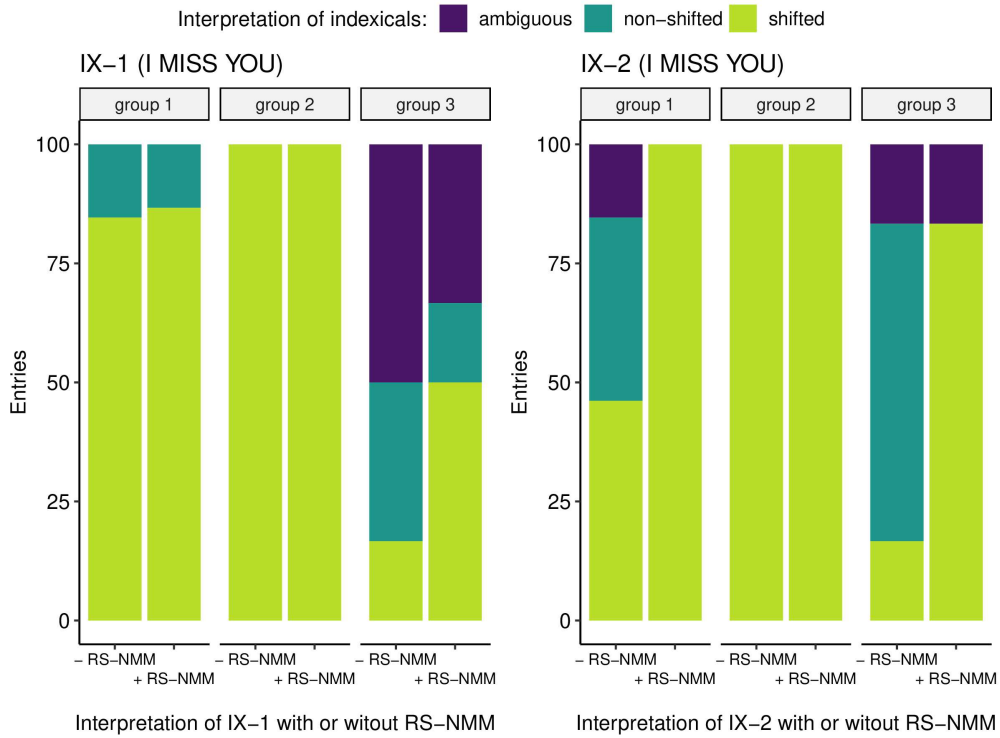 Interpretation of indexicals: ambiguous non−shifted shifted
IX−1 (I MISS YOU)
group 1 group 2 group 3
Entries
100
75
50
25
0
− RS−NMM − RS−NMM − RS−NMM
+ RS−NMM + RS−NMM + RS−NMM
Interpretation of IX−1 with or witout RS−NMM
IX−2 (I MISS YOU)
group 1 group 2 group 3
Entries
100
75
50
25
0
− RS−NMM − RS−NMM − RS−NMM
+ RS−NMM + RS−NMM + RS−NMM
Interpretation of IX−2 with or witout RS−NMM